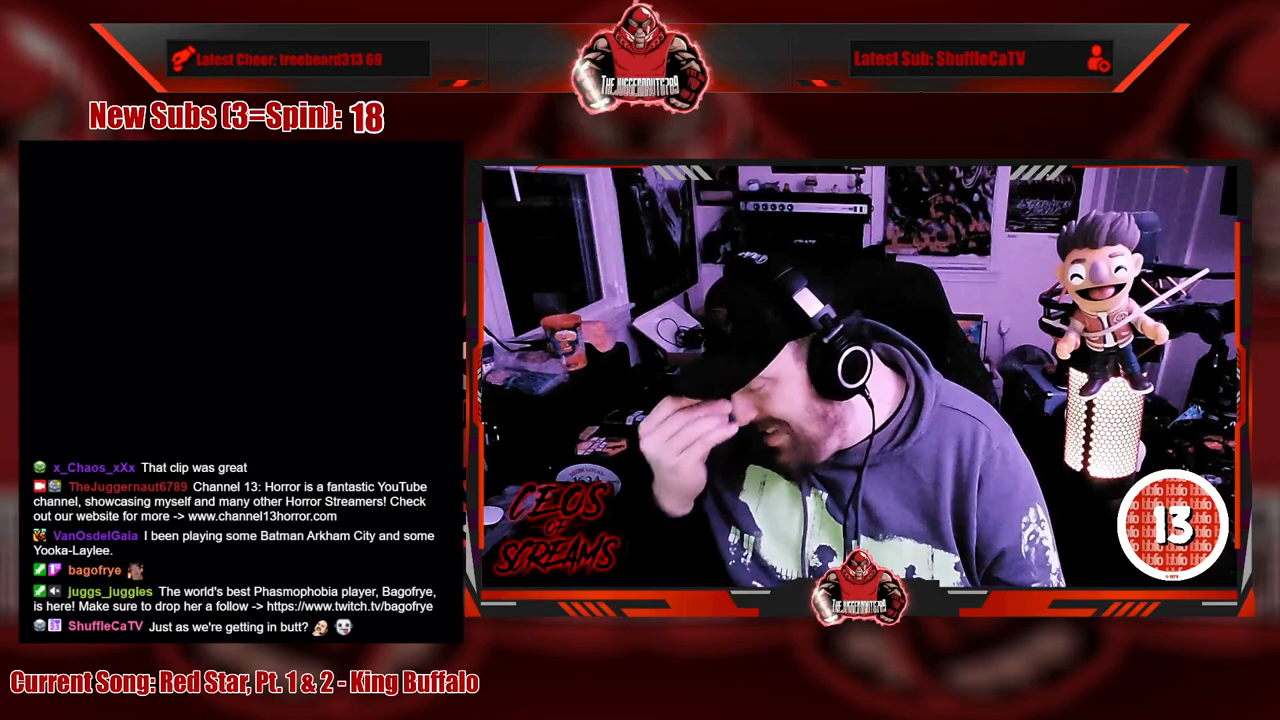 Latest Cheer: treebeard313 69
THEJUGGERNAUT6789
Latest Sub: ShuffleCaTV
New Subs (3=Spin): 18
x_Chaos_xXx That clip was great
TheJuggernaut6789 Channel 13: Horror is a fantastic YouTube
channel, showcasing myself and many other Horror Streamers! Check
out our website for more -> www.channel13horror.com
VanOsdelGaia I been playing some Batman Arkham City and some
Yooka-Laylee.
bagofrye
juggs_juggles The world's best Phasmophobia player, Bagofrye,
is here! Make sure to drop her a follow -> https://www.twitch.tv/bagofrye
ShuffleCaTV Just as we're getting in butt?
CEOS
OF
SCREAMS
13
THEJUGGERNAUT6789
Current Song: Red Star, Pt. 1 & 2 - King Buffalo